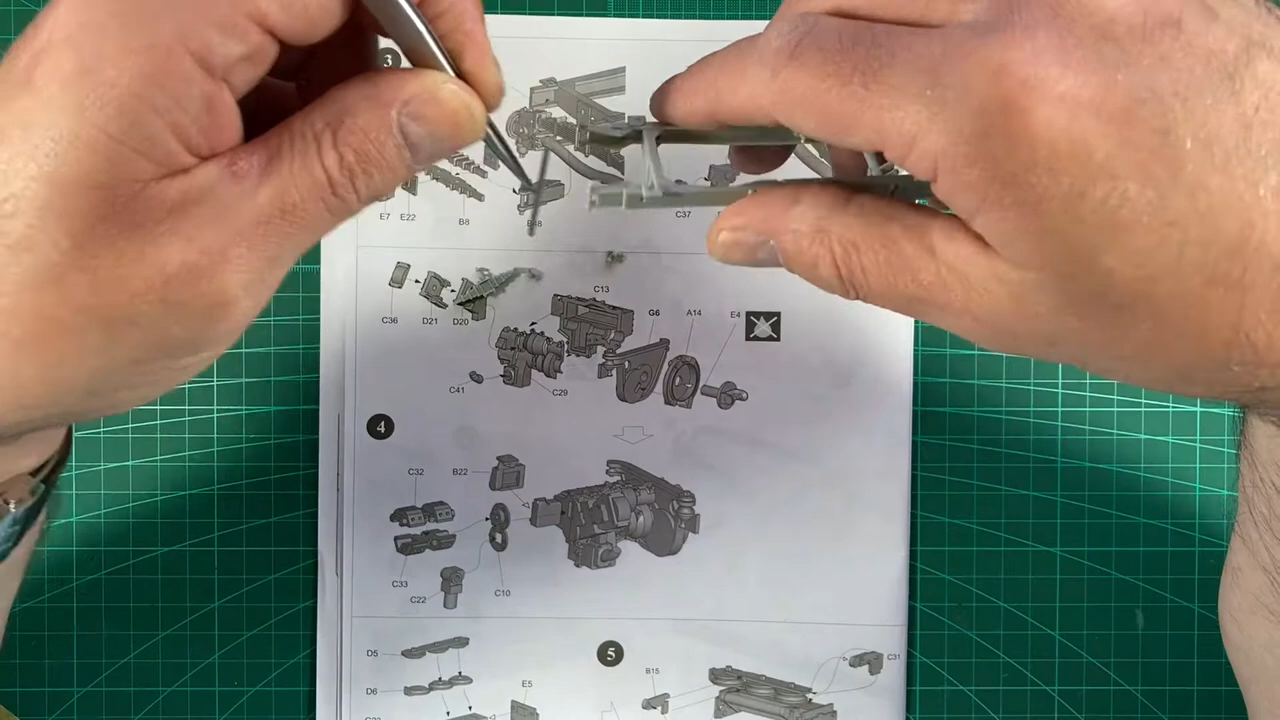 3
E7 E22 B8 B48 C37
C13
C36 D21 D20 G6 A14 E4
C41 C29
4
C32 B22
C33
C22 C10
D5
5
C31
D6 B15
E5